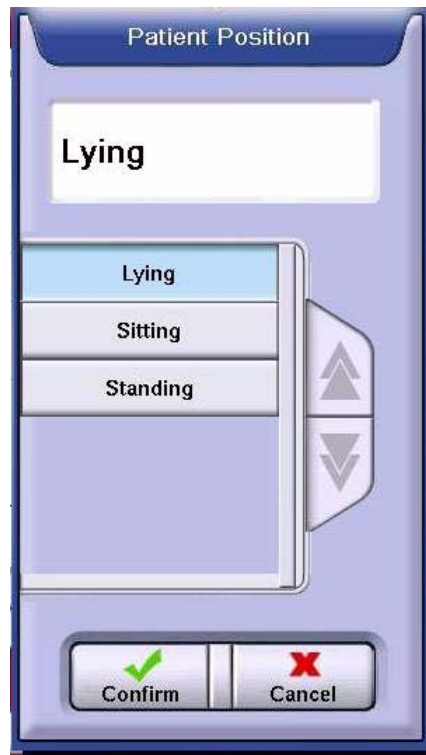 Patient Position
Lying
Lying
Sitting
Standing
Confirm Cancel